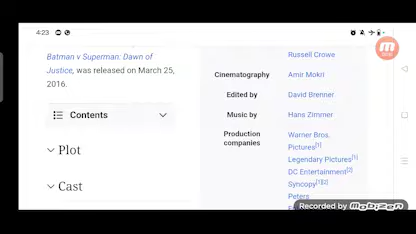 4:23
Batman v Superman: Dawn of
Justice, was released on March 25,
2016.
Contents
Plot
Cast
Russell Crowe
Cinematography Amir Mokri
Edited by David Brenner
Music by Hans Zimmer
Production companies Warner Bros.
Pictures[1]
Legendary Pictures[1]
DC Entertainment[2]
Syncopy[1][2]
Peters
Recorded by Mobizen